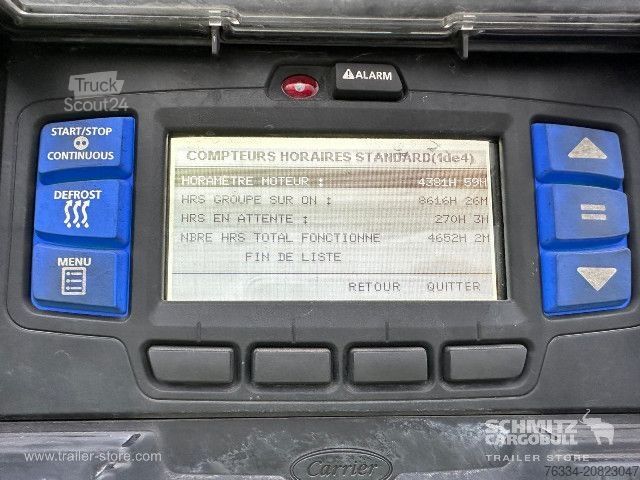 Truck
Scout24
ALARM
START/STOP
CONTINUOUS
DEFROST
MENU
COMPTEURS HORAIRES STANDARD(1de4)
HORAMETRE MOTEUR : 4381H 59M
HRS GROUPE SUR ON : 8616H 26M
HRS EN ATTENTE : 270H 3M
NBRE HRS TOTAL FONCTIONNE 4652H 2M
FIN DE LISTE
RETOUR QUITTER
SCHMITZ
CARGOBULL
DER TRAILER STORE.
www.trailer-store.com
Carrier
76334-20823047